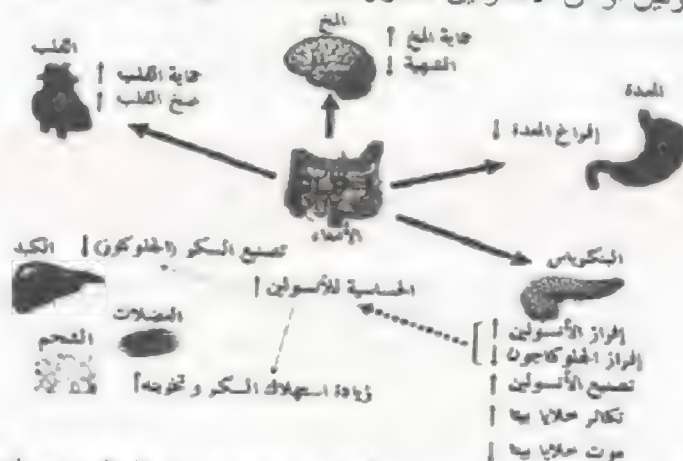 المخ
حماية المخ ↑
الشهية ↓
القلب
حماية القلب ↑
ضخ القلب ↑
المعدة
إفراغ المعدة ↓
الأمعاء
البنكرياس
إفراز الأنسولين ↑
إفراز الجلوكاجون ↓
تصنيع الأنسولين ↑
تكاثر خلايا بيتا ↑
موت خلايا بيتا ↓
الكبد
تصنيع السكر (الجلوكوز) ↓
الحساسية للأنسولين ↑
العضلات
الشحم
زيادة استهلاك السكر و تخزينه ↑